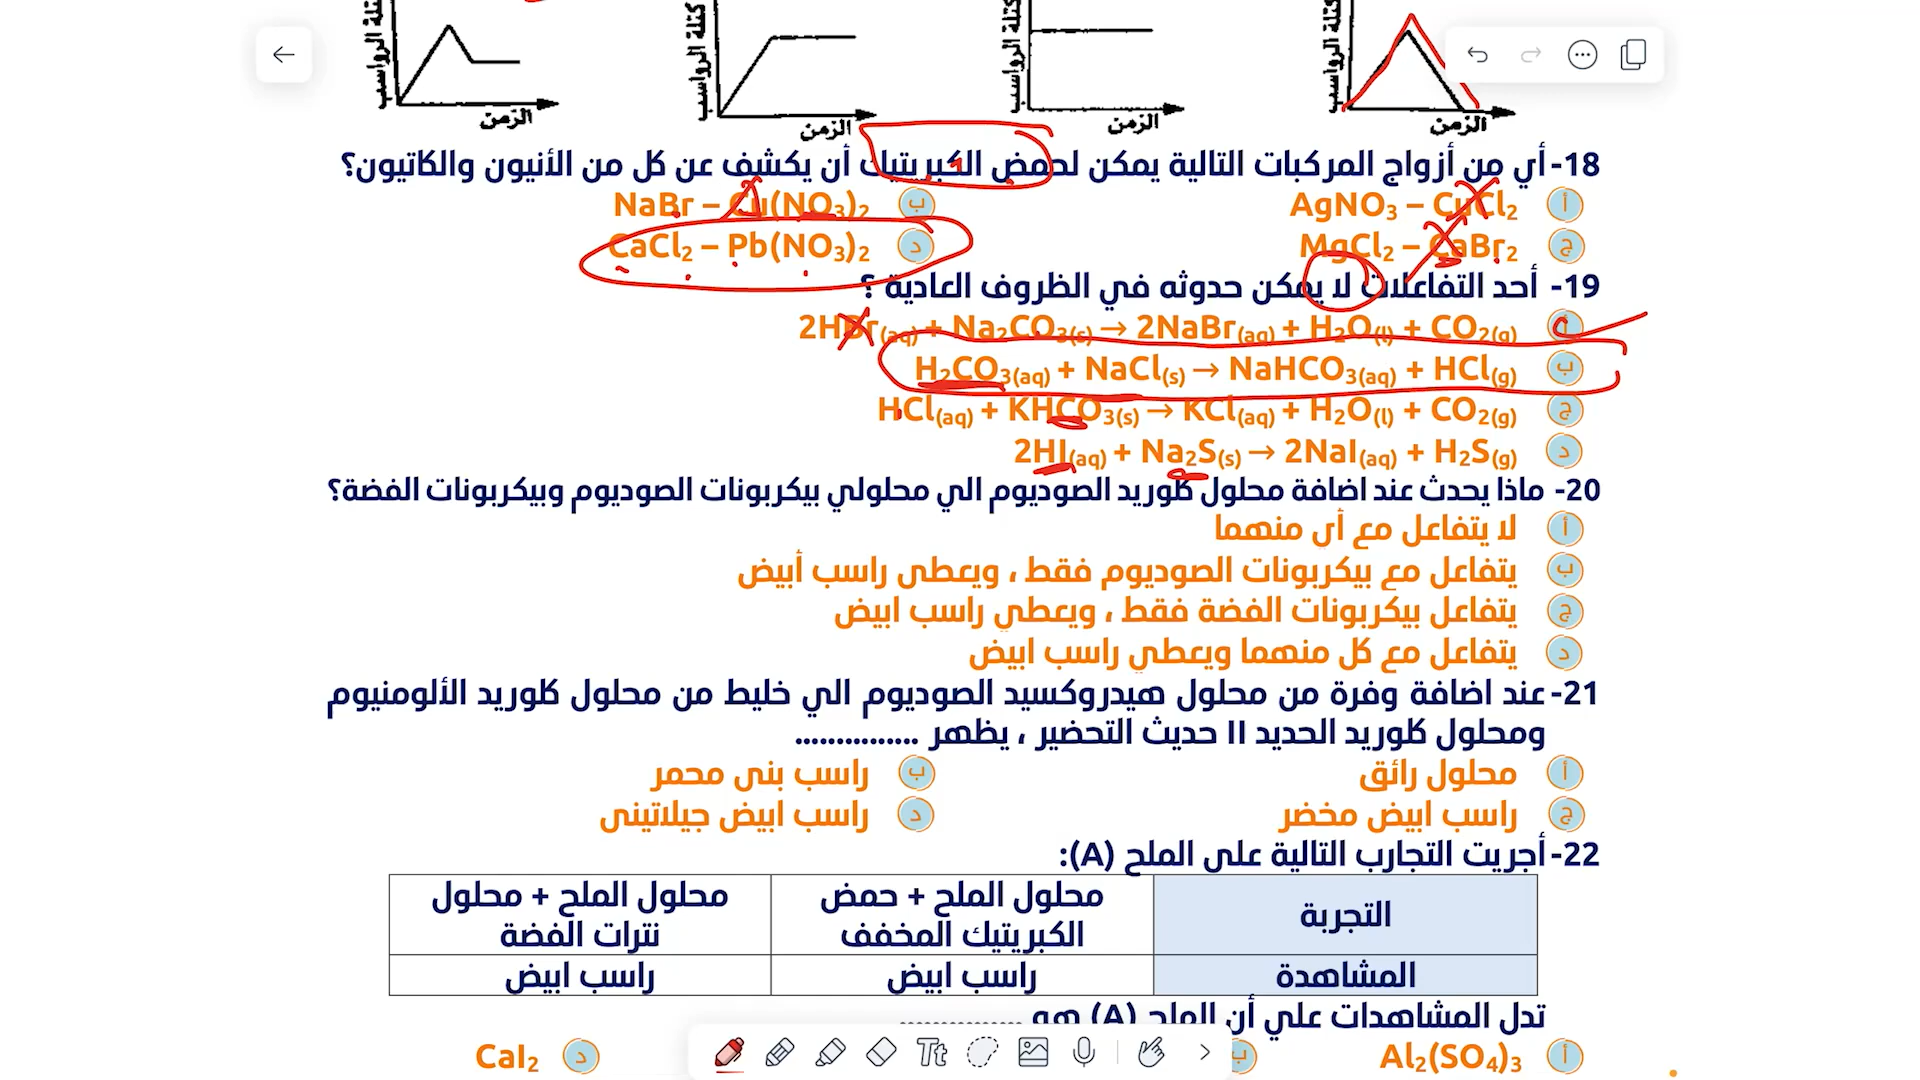 كتلة الرواسب كتلة الرواسب كتلة الرواسب كتلة الرواسب
الزمن الزمن الزمن الزمن
18- أي من أزواج المركبات التالية يمكن لحمض الكبريتيك أن يكشف عن كل من الأنيون والكاتيون؟
أ AgNO3 – CuCl2 ب NaBr – Cu(NO3)2
ج MgCl2 – CaBr2 د CaCl2 – Pb(NO3)2
19- أحد التفاعلات لا يمكن حدوثه في الظروف العادية ؟
أ 2HBr(aq) + Na2CO3(s) → 2NaBr(aq) + H2O(l) + CO2(g)
ب H2CO3(aq) + NaCl(s) → NaHCO3(aq) + HCl(g)
ج HCl(aq) + KHCO3(s) → KCl(aq) + H2O(l) + CO2(g)
د 2HI(aq) + Na2S(s) → 2NaI(aq) + H2S(g)
20- ماذا يحدث عند اضافة محلول كلوريد الصوديوم الي محلولي بيكربونات الصوديوم وبيكربونات الفضة؟
أ لا يتفاعل مع أى منهما
ب يتفاعل مع بيكربونات الصوديوم فقط ، ويعطى راسب أبيض
ج يتفاعل بيكربونات الفضة فقط ، ويعطي راسب ابيض
د يتفاعل مع كل منهما ويعطي راسب ابيض
21- عند اضافة وفرة من محلول هيدروكسيد الصوديوم الي خليط من محلول كلوريد الألومنيوم
ومحلول كلوريد الحديد II حديث التحضير ، يظهر ...............
أ محلول رائق ب راسب بنى محمر
ج راسب ابيض مخضر د راسب ابيض جيلاتينى
22- أجريت التجارب التالية على الملح (A):
التجربة محلول الملح + حمض الكبريتيك المخفف محلول الملح + محلول نترات الفضة
المشاهدة راسب ابيض راسب ابيض
تدل المشاهدات علي أن الملح (A) هو ...............
أ Al2(SO4)3 ب د CaI2
Tt